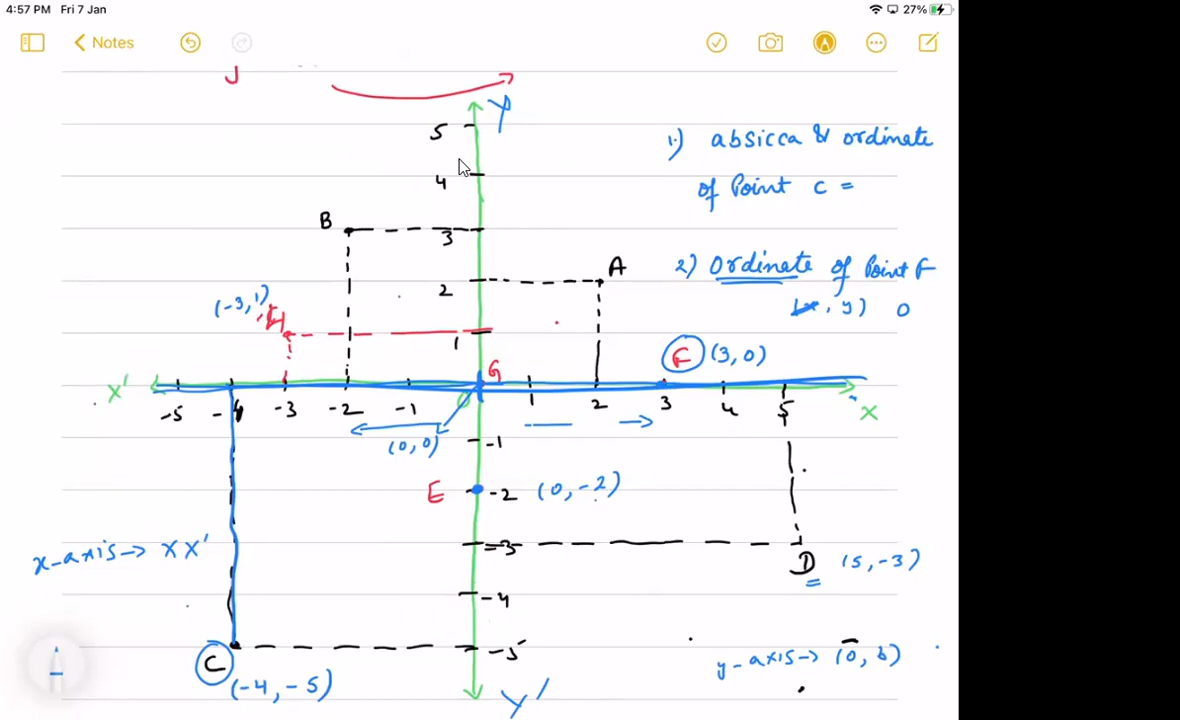 4:57 PM Fri 7 Jan
27%
Notes
Y
5
4
3
2
1
1) absicca & ordinate
of Point C =
2) Ordinate of Point F
, y) 0
B
A
(-3,1)
H
G
F (3,0)
X'
-5 -4 -3 -2 -1 0 1 2 3 4 5
X
(0,0)
-1
E -2 (0,-2)
-3
x-axis→ XX'
D (5,-3)
-4
-5
C
(-4,-5)
y-axis→ (0, b)
Y'